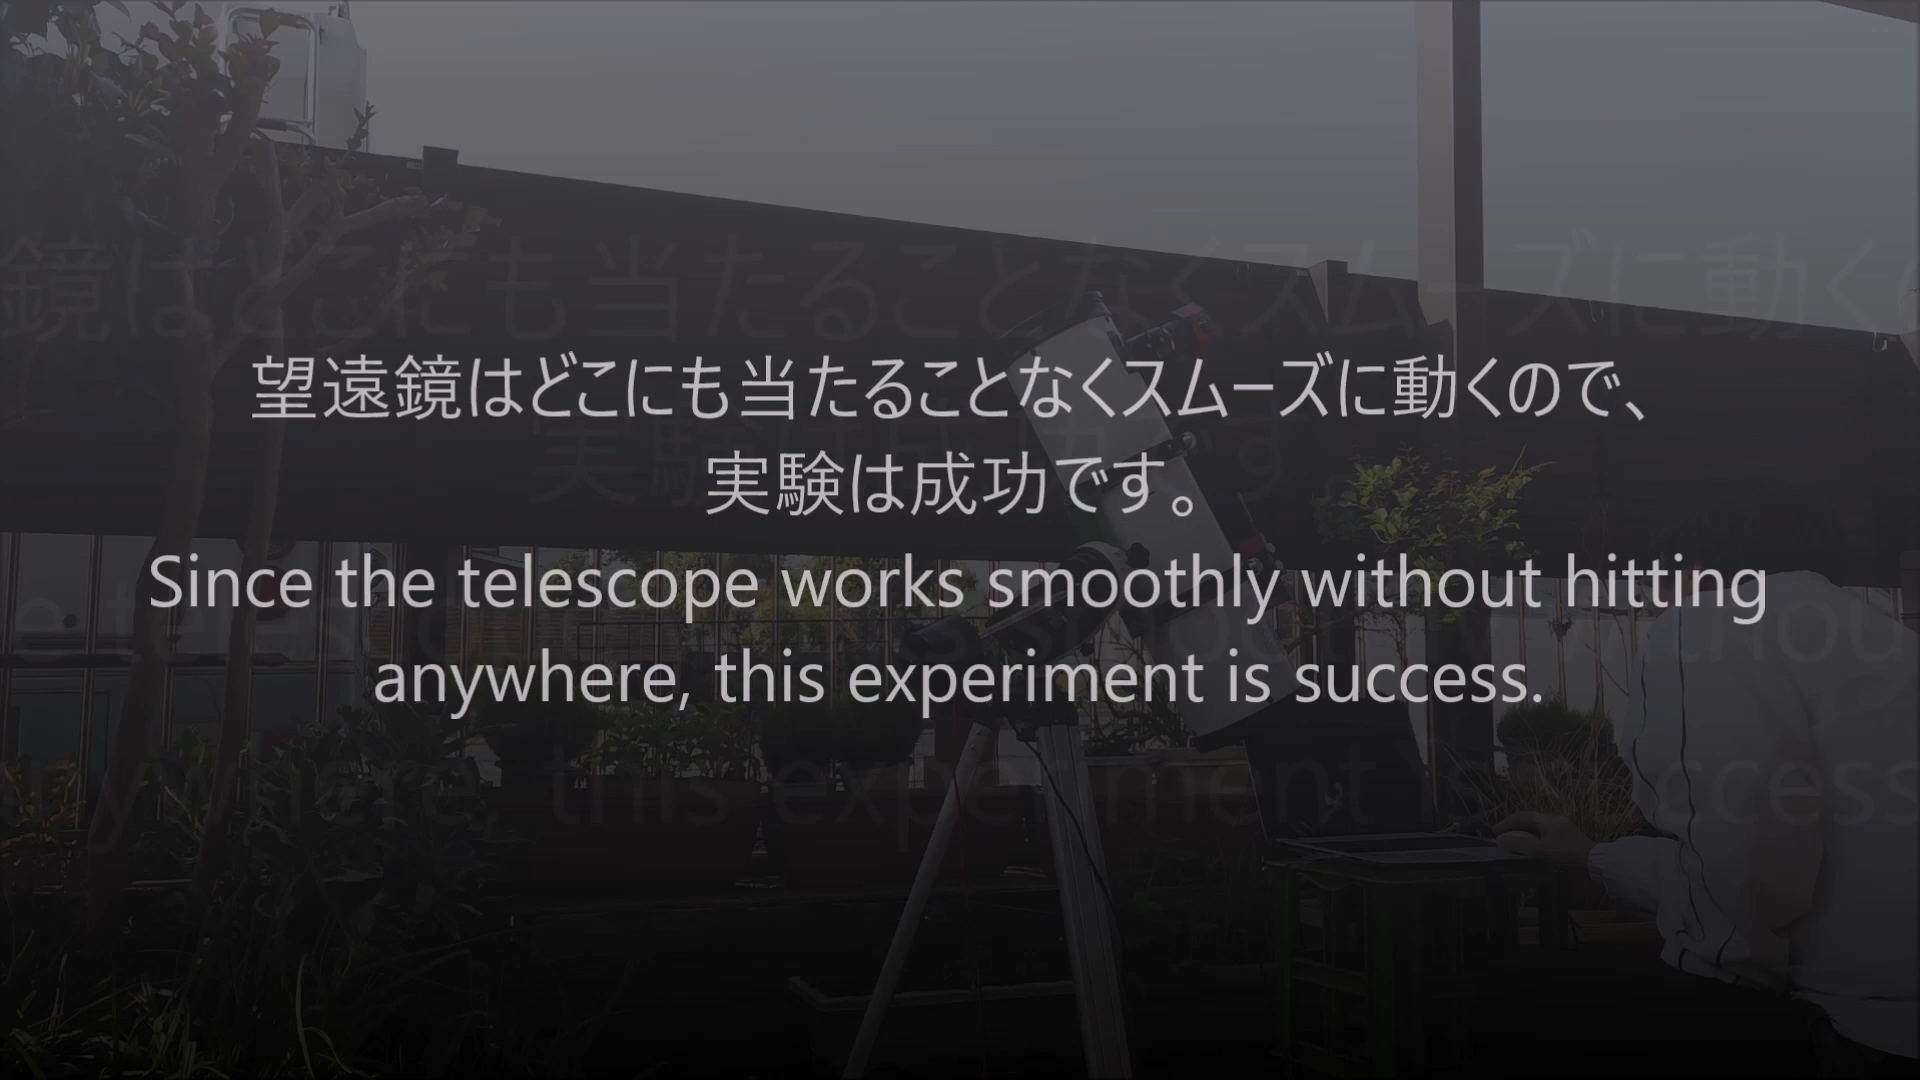 望遠鏡はどこにも当たることなくスムーズに動くので、
実験は成功です。
Since the telescope works smoothly without hitting
anywhere, this experiment is success.